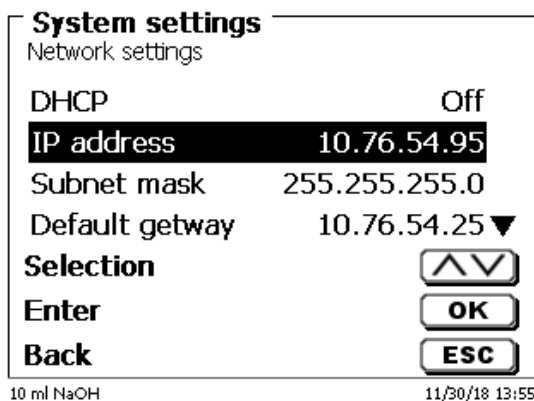 System settings
Network settings
DHCP Off
IP address 10.76.54.95
Subnet mask 255.255.255.0
Default getway 10.76.54.25
Selection
Enter OK
Back ESC
10 ml NaOH 11/30/18 13:55